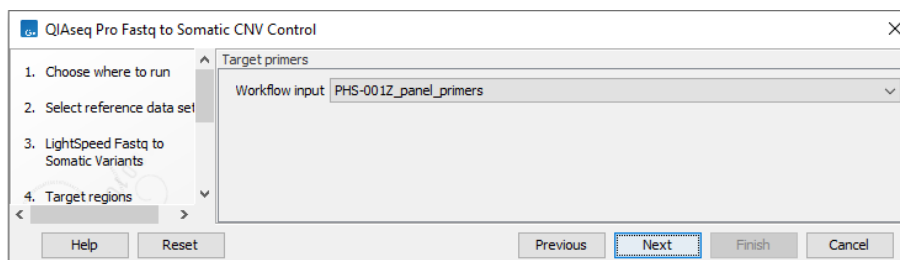 QIAseq Pro Fastq to Somatic CNV Control
1. Choose where to run
2. Select reference data set
3. LightSpeed Fastq to
Somatic Variants
4. Target regions
Target primers
Workflow input PHS-001Z_panel_primers
Help Reset Previous Next Finish Cancel